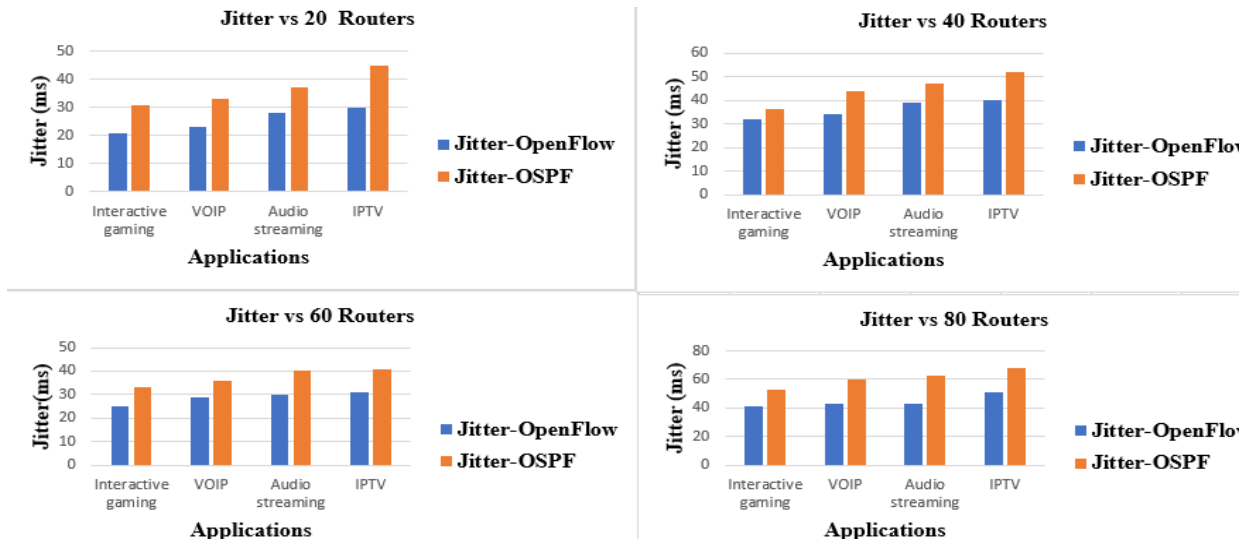 Jitter vs 20 Routers
50
40
30
20
10
0
Jitter (ms)
Interactive gaming
VOIP
Audio streaming
IPTV
Applications
Jitter-OpenFlow
Jitter-OSPF
Jitter vs 40 Routers
60
50
40
30
20
10
0
Jitter (ms)
Interactive gaming
VOIP
Audio streaming
IPTV
Applications
Jitter-OpenFlow
Jitter-OSPF
Jitter vs 60 Routers
50
40
30
20
10
0
Jitter(ms)
Interactive gaming
VOIP
Audio streaming
IPTV
Applications
Jitter-OpenFlow
Jitter-OSPF
Jitter vs 80 Routers
80
60
40
20
0
Jitter (ms)
Interactive gaming
VOIP
Audio streaming
IPTV
Applications
Jitter-OpenFlow
Jitter-OSPF